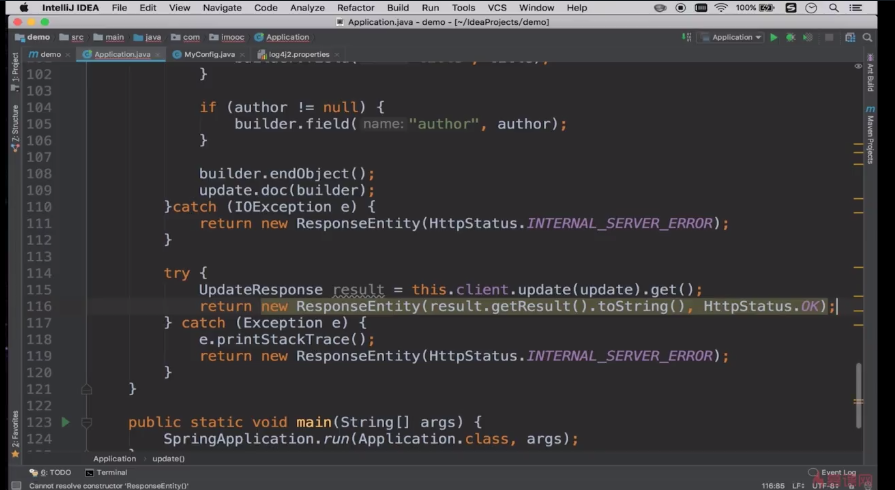 IntelliJ IDEA File Edit View Navigate Code Analyze Refactor Build Run Tools VCS Window Help 100%
Application.java - demo - [~/IdeaProjects/demo]
demo src main java com imooc Application Application
demo Application.java MyConfig.java log4j2.properties
1: Project
Z: Structure
2: Favorites
Ant Build
Maven Projects
102 }
103
104 if (author != null) {
105 builder.field( name: "author", author);
106 }
107
108 builder.endObject();
109 update.doc(builder);
110 }catch (IOException e) {
111 return new ResponseEntity(HttpStatus.INTERNAL_SERVER_ERROR);
112 }
113
114 try {
115 UpdateResponse result = this.client.update(update).get();
116 return new ResponseEntity(result.getResult().toString(), HttpStatus.OK);
117 } catch (Exception e) {
118 e.printStackTrace();
119 return new ResponseEntity(HttpStatus.INTERNAL_SERVER_ERROR);
120 }
121 }
122
123 public static void main(String[] args) {
124 SpringApplication.run(Application.class, args);
Application update()
6: TODO Terminal Event Log
Cannot resolve constructor 'ResponseEntity()' 116:85 LF÷ UTF-8÷